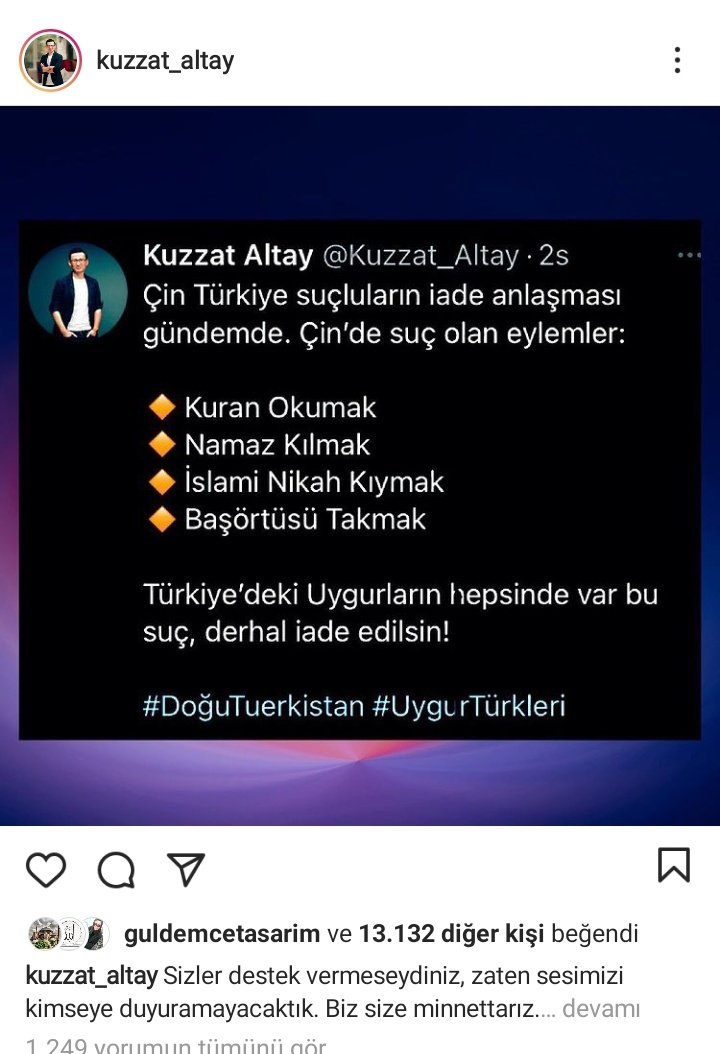 kuzzat_altay
Kuzzat Altay @Kuzzat_Altay · 2s
Çin Türkiye suçluların iade anlaşması
gündemde. Çin'de suç olan eylemler:
🔶 Kuran Okumak
🔶 Namaz Kılmak
🔶 İslami Nikah Kıymak
🔶 Başörtüsü Takmak
Türkiye'deki Uygurların hepsinde var bu
suç, derhal iade edilsin!
#DoğuTuerkistan #UygurTürkleri
guldemcetasarim ve 13.132 diğer kişi beğendi
kuzzat_altay Sizler destek vermeseydiniz, zaten sesimizi
kimseye duyuramayacaktık. Biz size minnettarız.... devamı
1.249 yorumun tümünü gör